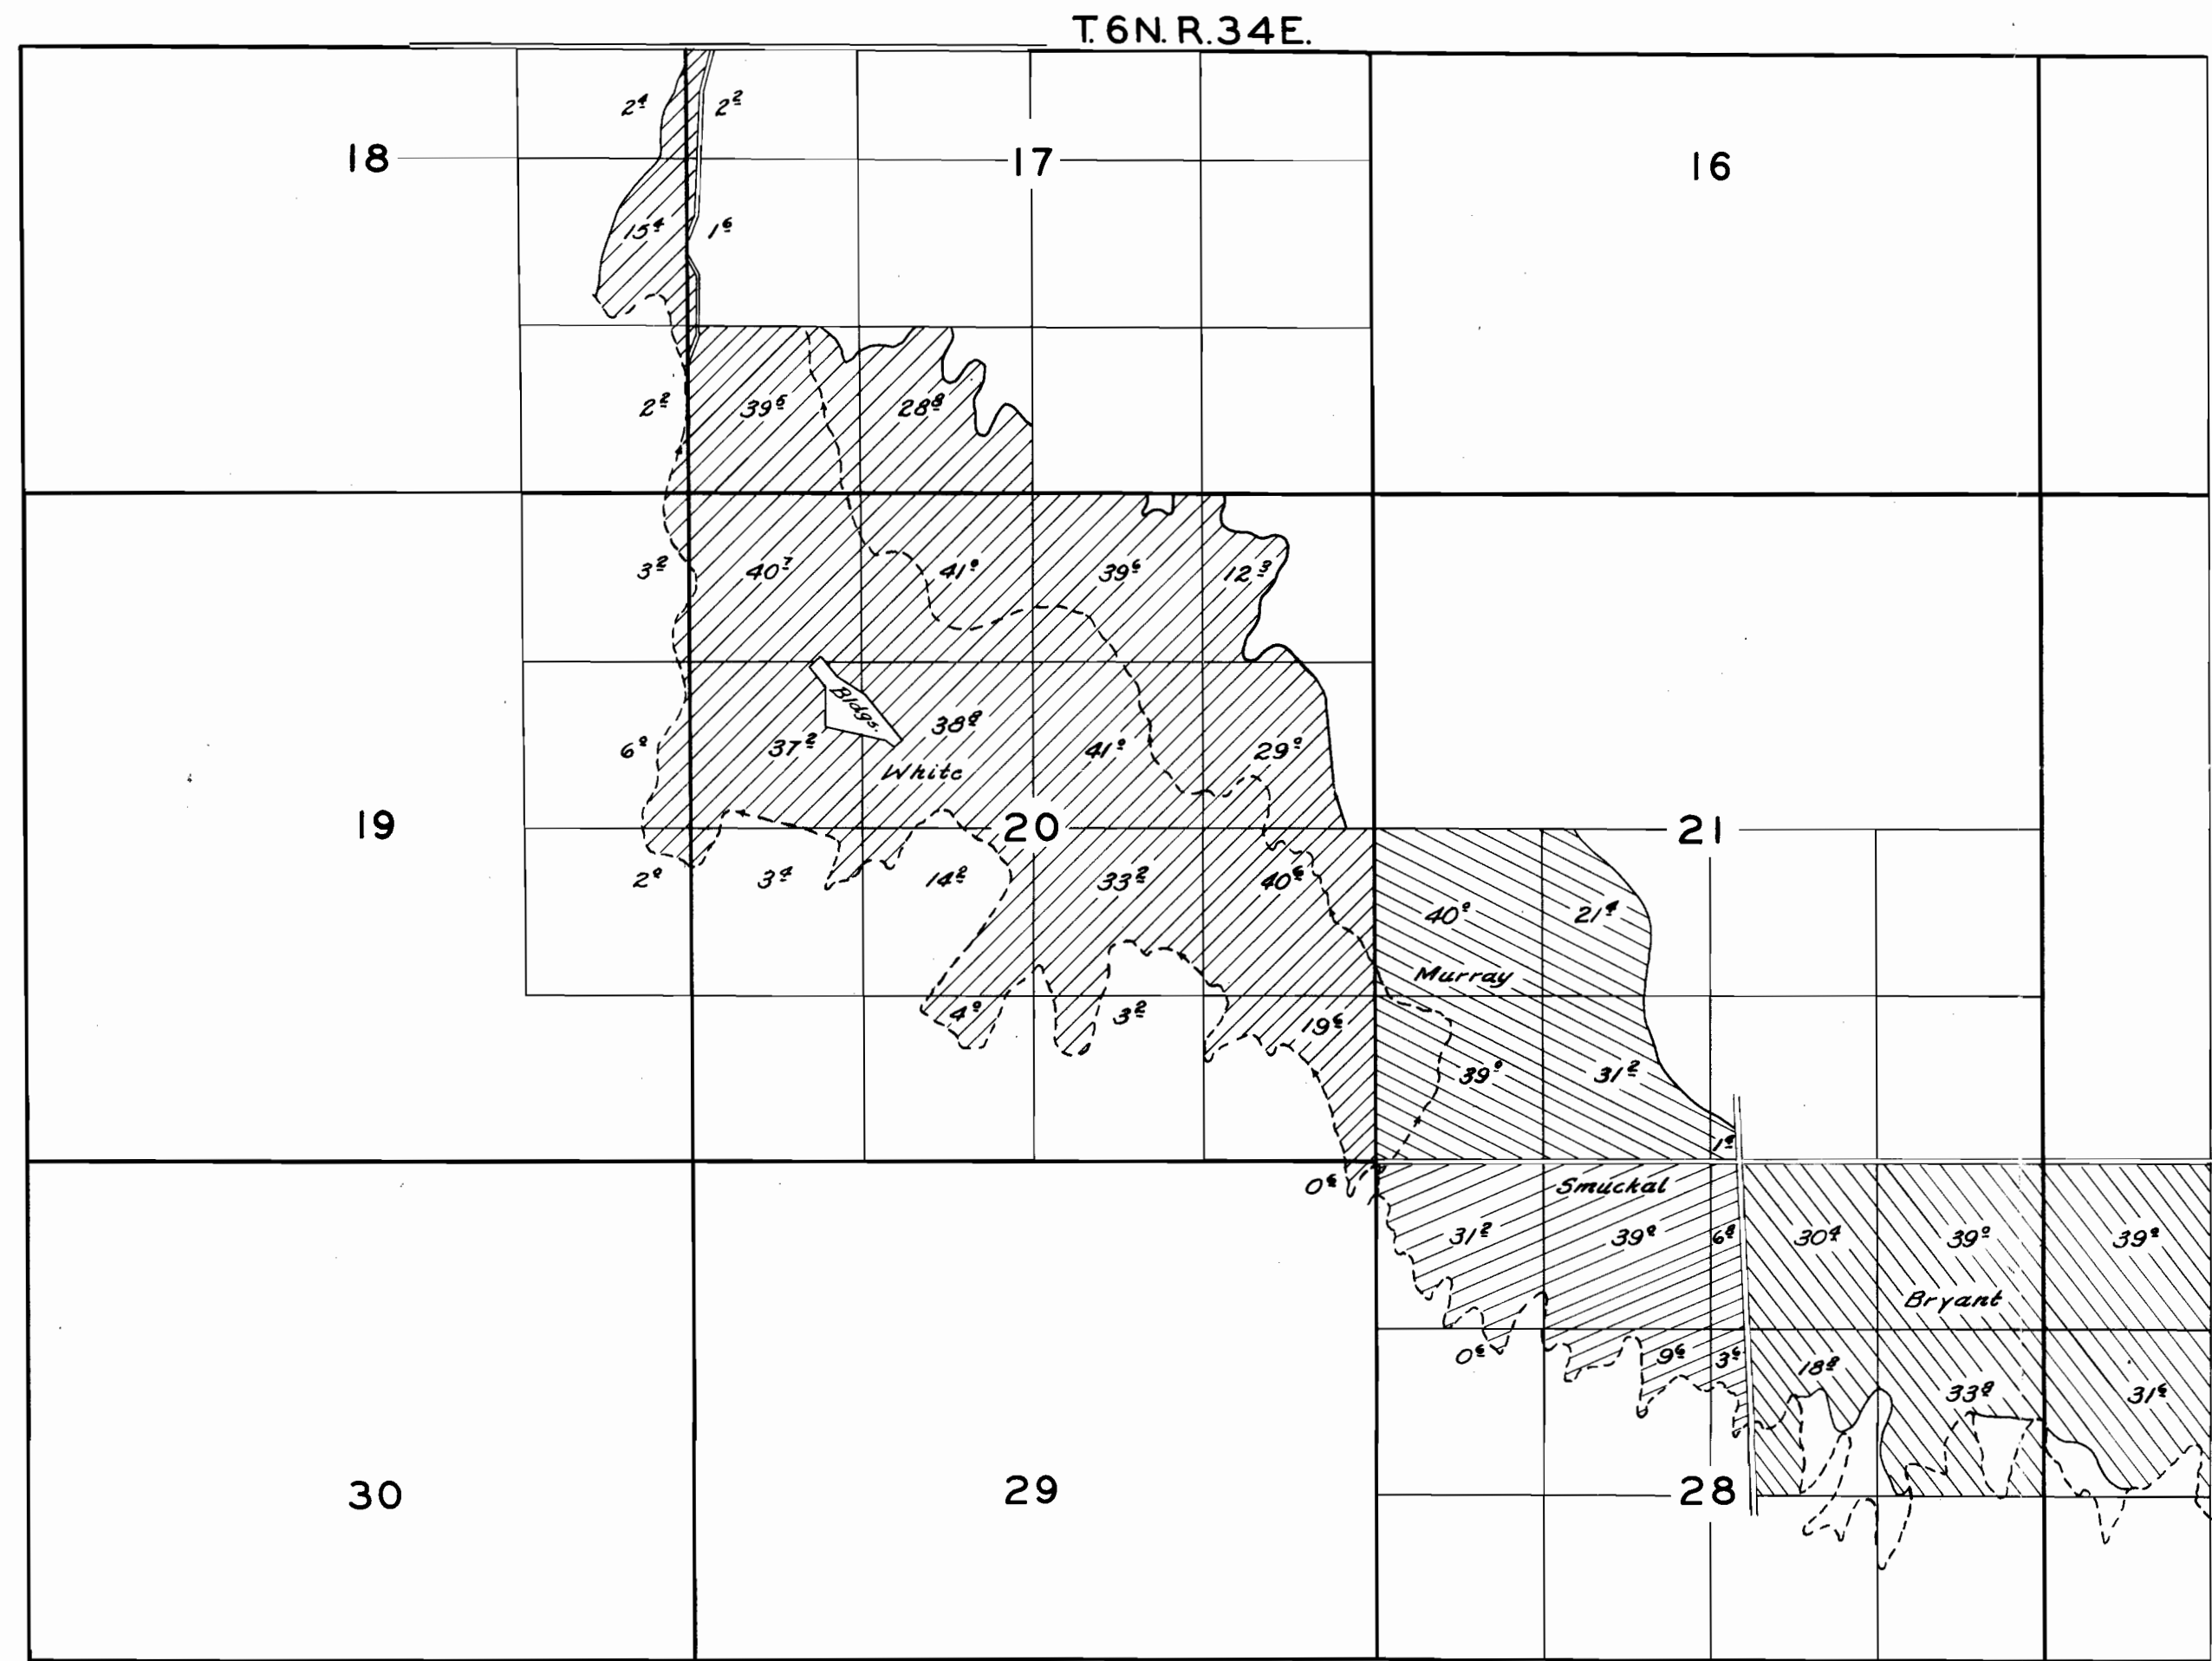 T. 6 N. R. 34 E.
2⁴ 2²
18 17 16
15⁴ 1⁶
2² 39⁵ 28⁸
3² 40⁷ 41⁰ 39⁶ 12³
Bldgs.
6⁰ 37² 38⁸ 41⁰ 29⁰
White
19 20 21
2⁰ 3⁴ 14² 33² 40⁶
40⁰ 21⁴
Murray
4⁰ 3² 19⁶
39⁰ 31²
1⁴
0⁶ Smuckal
31² 39⁰ 6⁸ 30⁴ 39⁰ 39⁰
Bryant
0⁶ 9⁶ 3⁶ 18⁸
33⁸ 31⁶
30 29 28